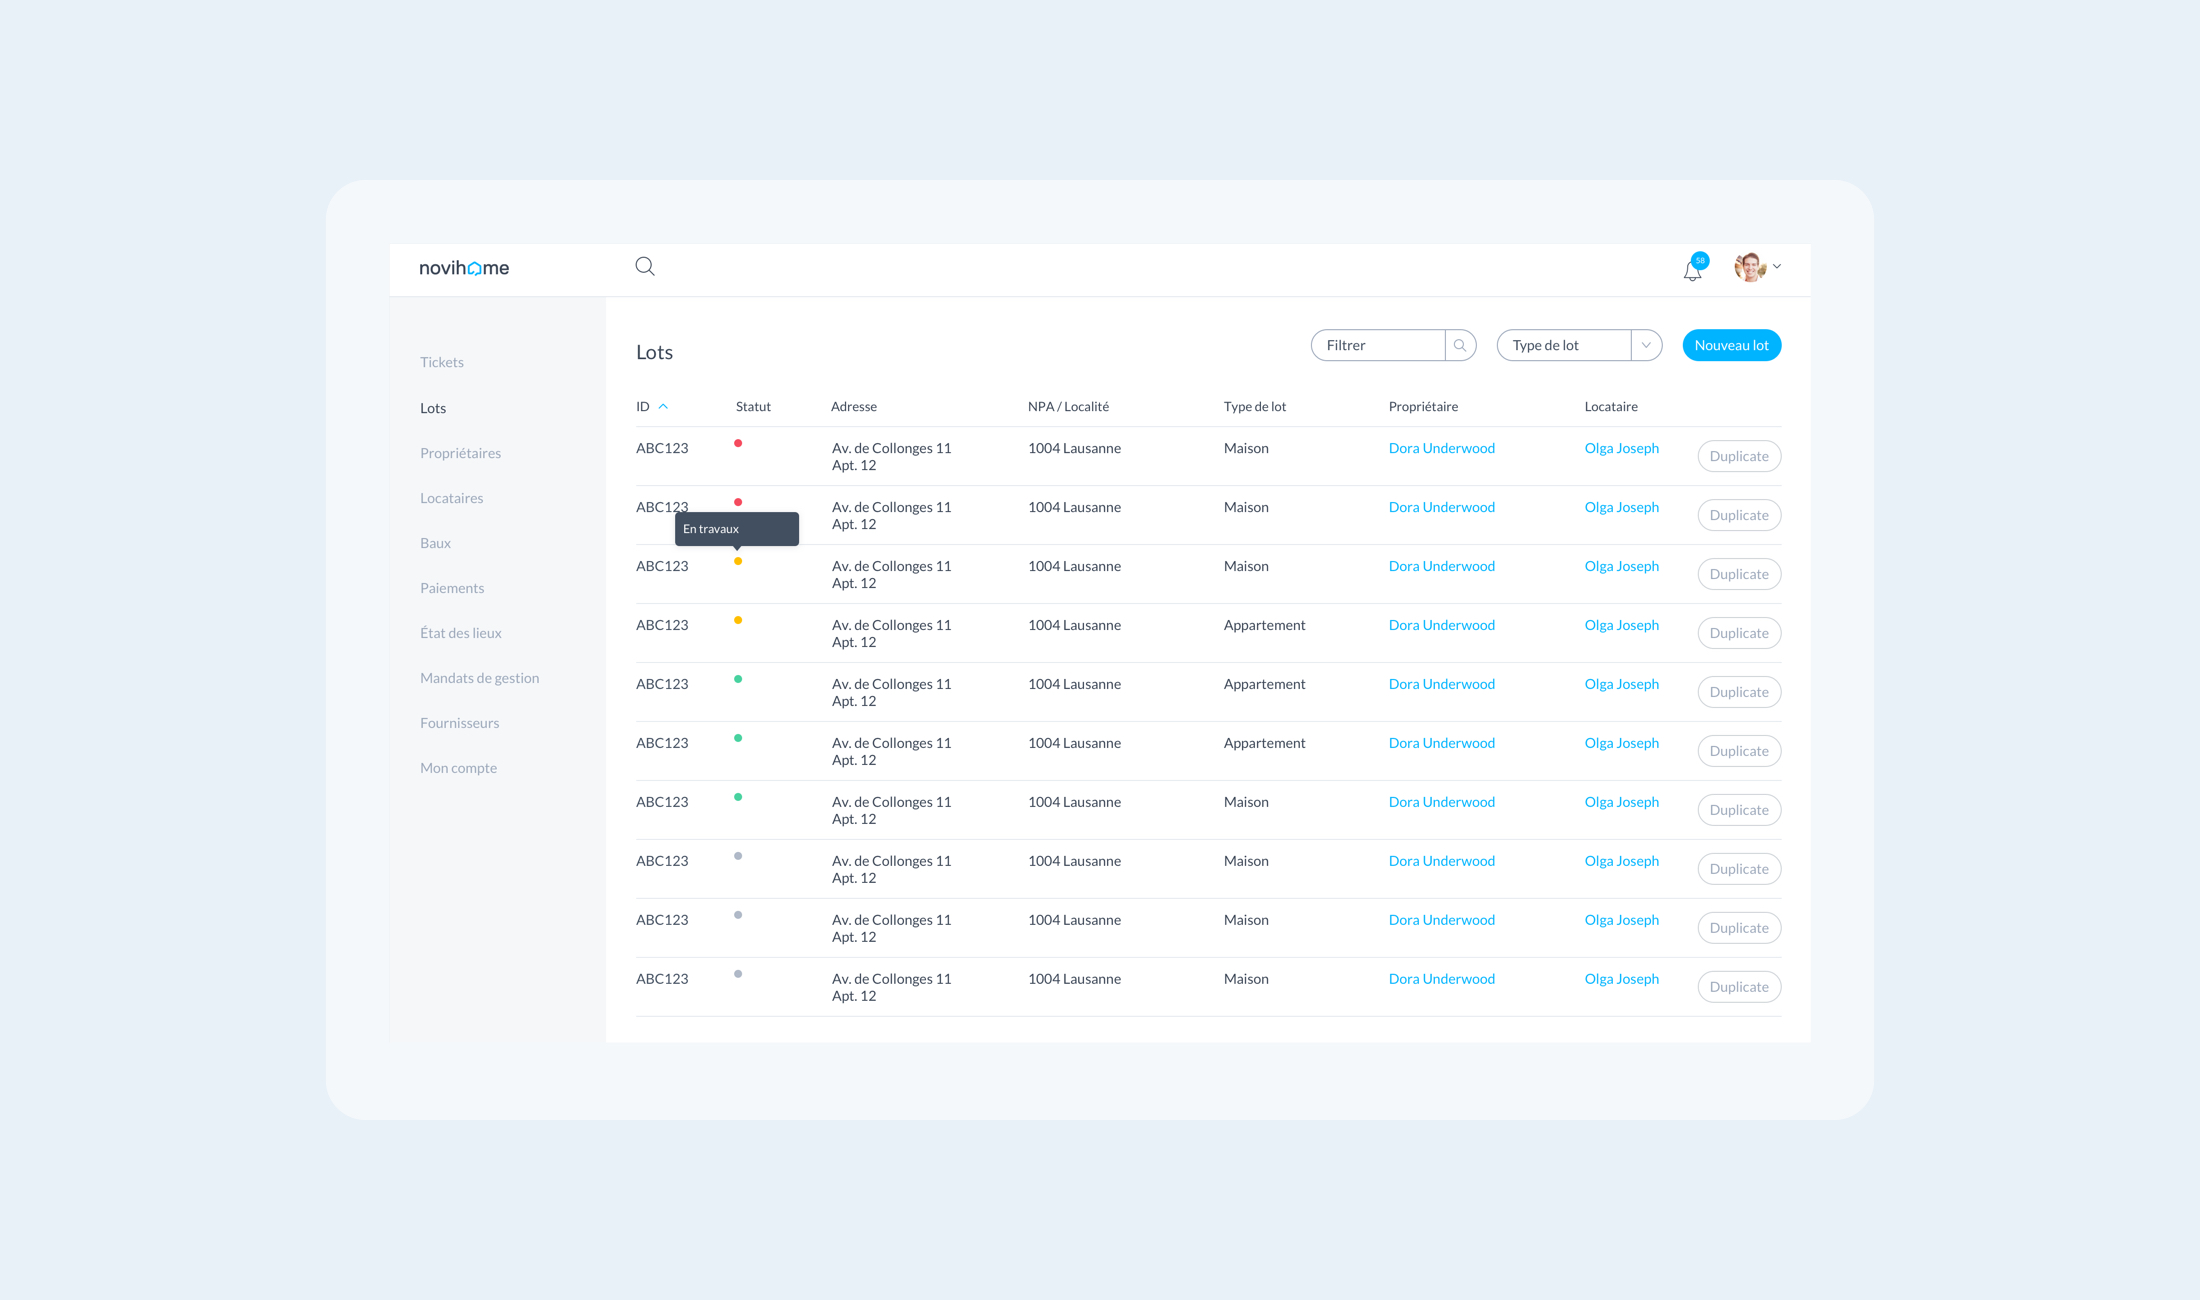 novihome
58
Tickets
Lots
Propriétaires
Locataires
Baux
Paiements
État des lieux
Mandats de gestion
Fournisseurs
Mon compte
Lots
Filtrer
Type de lot
Nouveau lot
ID Statut Adresse NPA / Localité Type de lot Propriétaire Locataire
ABC123 Av. de Collonges 11 1004 Lausanne Maison Dora Underwood Olga Joseph Duplicate
Apt. 12
ABC123 Av. de Collonges 11 1004 Lausanne Maison Dora Underwood Olga Joseph Duplicate
Apt. 12
En travaux
ABC123 Av. de Collonges 11 1004 Lausanne Maison Dora Underwood Olga Joseph Duplicate
Apt. 12
ABC123 Av. de Collonges 11 1004 Lausanne Appartement Dora Underwood Olga Joseph Duplicate
Apt. 12
ABC123 Av. de Collonges 11 1004 Lausanne Appartement Dora Underwood Olga Joseph Duplicate
Apt. 12
ABC123 Av. de Collonges 11 1004 Lausanne Appartement Dora Underwood Olga Joseph Duplicate
Apt. 12
ABC123 Av. de Collonges 11 1004 Lausanne Maison Dora Underwood Olga Joseph Duplicate
Apt. 12
ABC123 Av. de Collonges 11 1004 Lausanne Maison Dora Underwood Olga Joseph Duplicate
Apt. 12
ABC123 Av. de Collonges 11 1004 Lausanne Maison Dora Underwood Olga Joseph Duplicate
Apt. 12
ABC123 Av. de Collonges 11 1004 Lausanne Maison Dora Underwood Olga Joseph Duplicate
Apt. 12